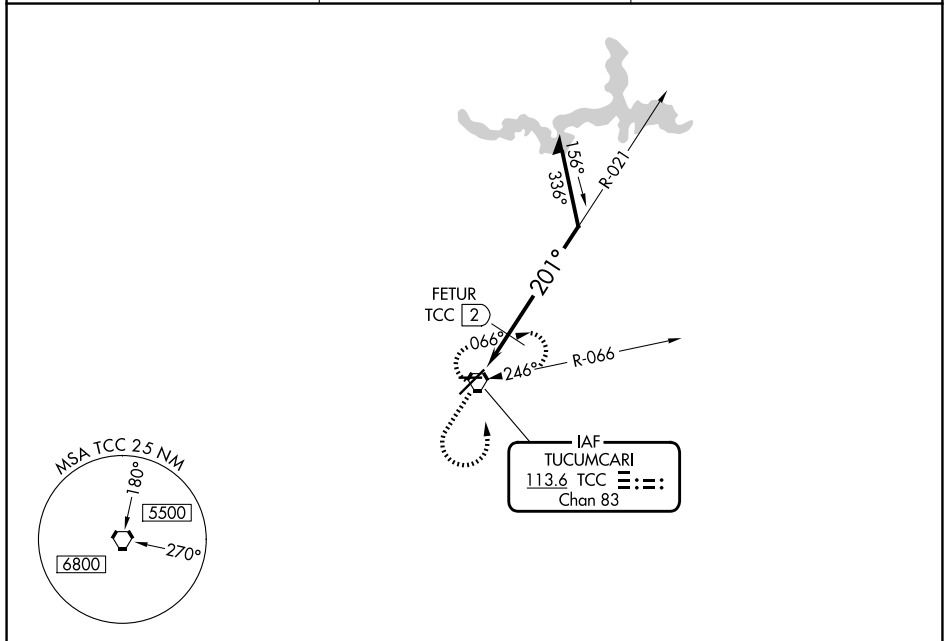 156°
336°
R-021
201°
FETUR
TCC 2
066°
246°
R-066
IAF
TUCUMCARI
113.6 TCC
Chan 83
MSA TCC 25 NM
180°
5500
270°
6800